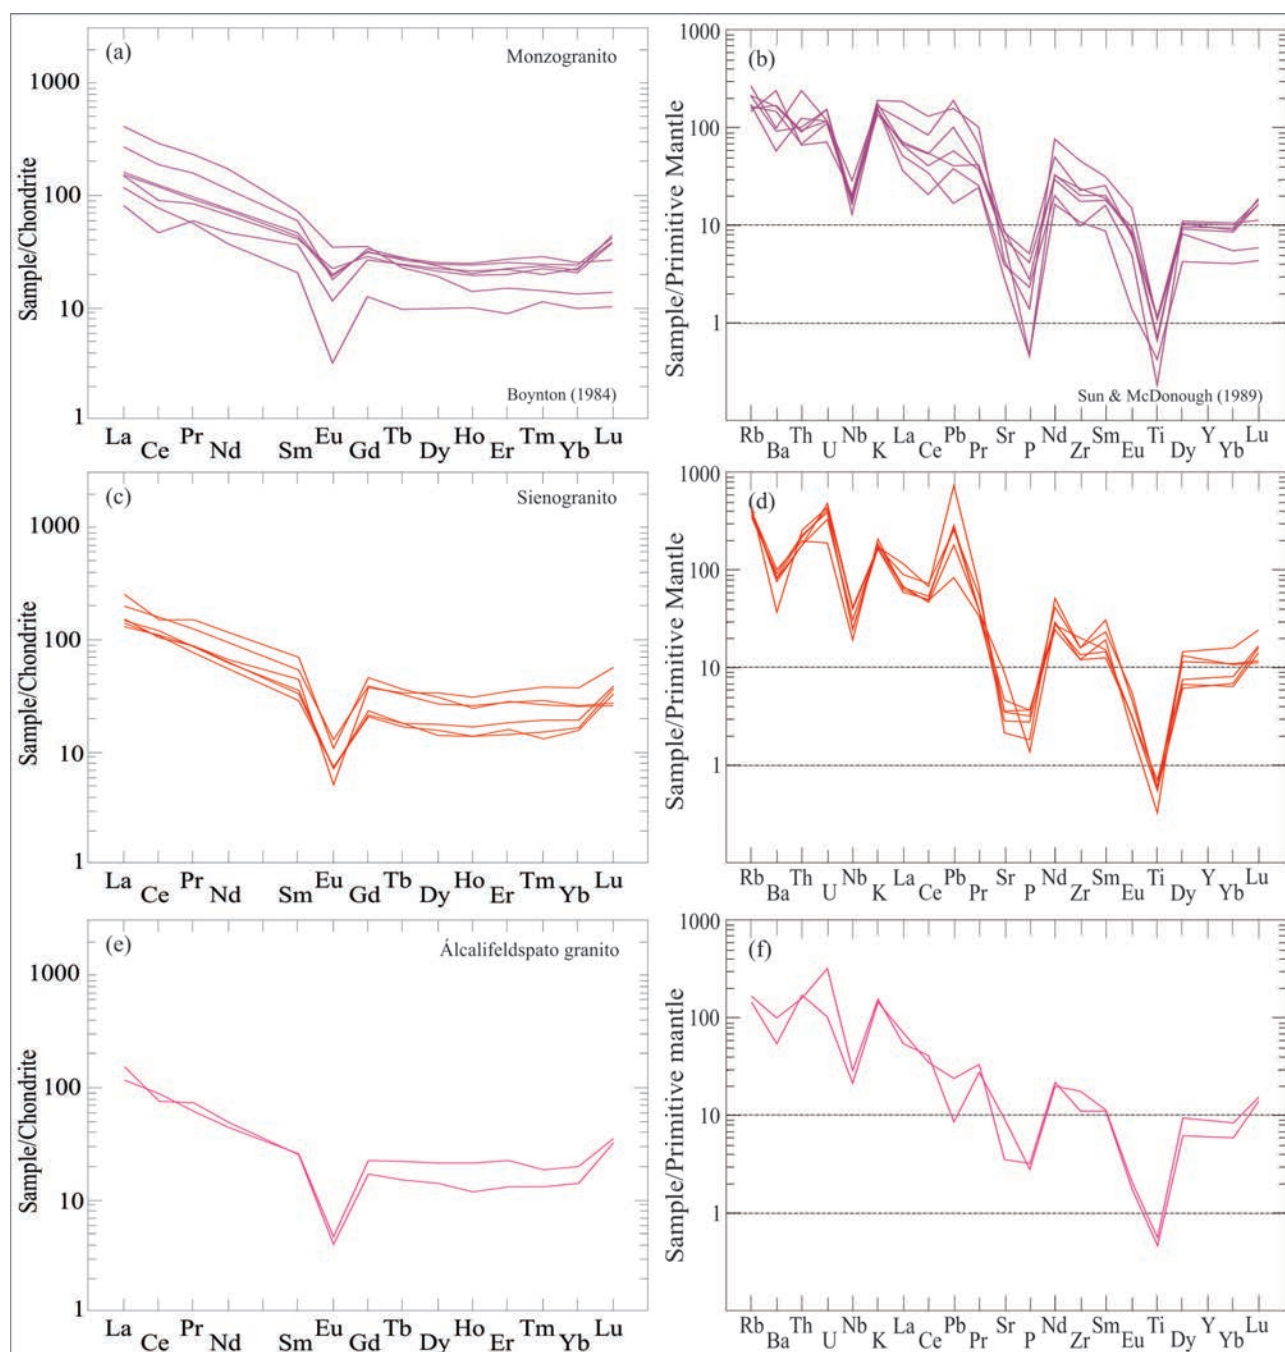 (a)
Monzogranito
Sample/Chondrite
1000
100
10
1
Boynton (1984)
La Ce Pr Nd Sm Eu Gd Tb Dy Ho Er Tm Yb Lu
(b)
Sample/Primitive Mantle
1000
100
10
1
Sun & McDonough (1989)
Rb Ba Th U Nb K La Ce Pb Pr Sr P Nd Zr Sm Eu Ti Dy Y Yb Lu
(c)
Sienogranito
Sample/Chondrite
1000
100
10
1
La Ce Pr Nd Sm Eu Gd Tb Dy Ho Er Tm Yb Lu
(d)
Sample/Primitive Mantle
1000
100
10
1
Rb Ba Th U Nb K La Ce Pb Pr Sr P Nd Zr Sm Eu Ti Dy Y Yb Lu
(e)
Álcalifeldspato granito
Sample/Chondrite
1000
100
10
1
La Ce Pr Nd Sm Eu Gd Tb Dy Ho Er Tm Yb Lu
(f)
Sample/Primitive mantle
1000
100
10
1
Rb Ba Th U Nb K La Ce Pb Pr Sr P Nd Zr Sm Eu Ti Dy Y Yb Lu